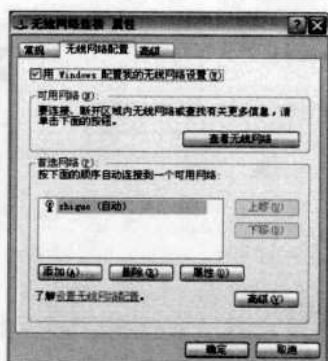 无线网络连接 属性
常规 无线网络配置 高级
用 Windows 配置我的无线网络设置(W)
可用网络(N):
要连接、断开区域内无线网络或查找有关更多信息，请
单击下面的按钮。
查看无线网络
首选网络(P):
按下面的顺序自动连接到一个可用网络:
zhiguo (自动)
上移(U)
下移(D)
添加(A)... 删除(R) 属性(O)
了解设置无线网络配置。
高级(V)
确定 取消